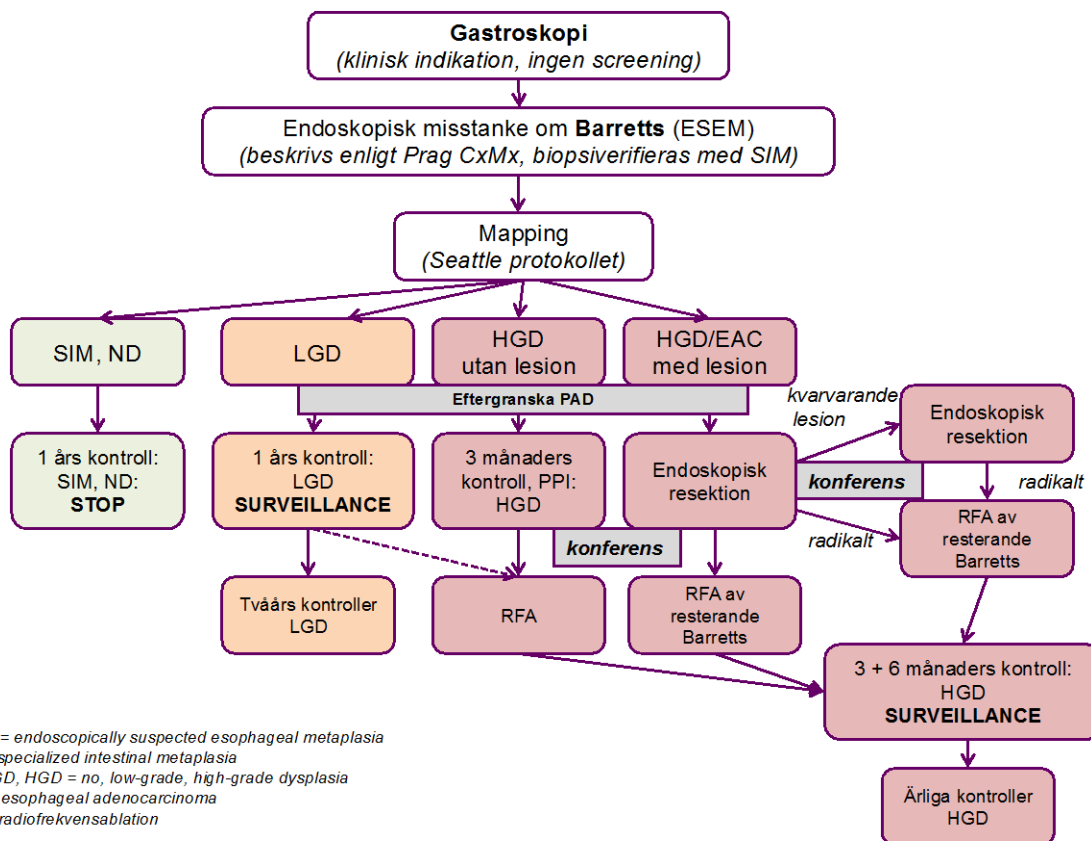 Gastroskopi
(klinisk indikation, ingen screening)
Endoskopisk misstanke om Barretts (ESEM)
(beskrivs enligt Prag CxMx, biopsiverifieras med SIM)
Mapping
(Seattle protokollet)
SIM, ND
LGD
HGD
utan lesion
HGD/EAC
med lesion
Eftergranska PAD
kvarvarande
lesion
Endoskopisk
resektion
1 års kontroll:
SIM, ND:
STOP
1 års kontroll:
LGD
SURVEILLANCE
3 månaders
kontroll, PPI:
HGD
Endoskopisk
resektion
konferens
radikalt
radikalt
RFA av
resterande
Barretts
konferens
Tvåårs kontroller
LGD
RFA
RFA av
resterande
Barretts
3 + 6 månaders kontroll:
HGD
SURVEILLANCE
Ärliga kontroller
HGD
= endoscopically suspected esophageal metaplasia
specialized intestinal metaplasia
GD, HGD = no, low-grade, high-grade dysplasia
esophageal adenocarcinoma
radiofrekvensablation